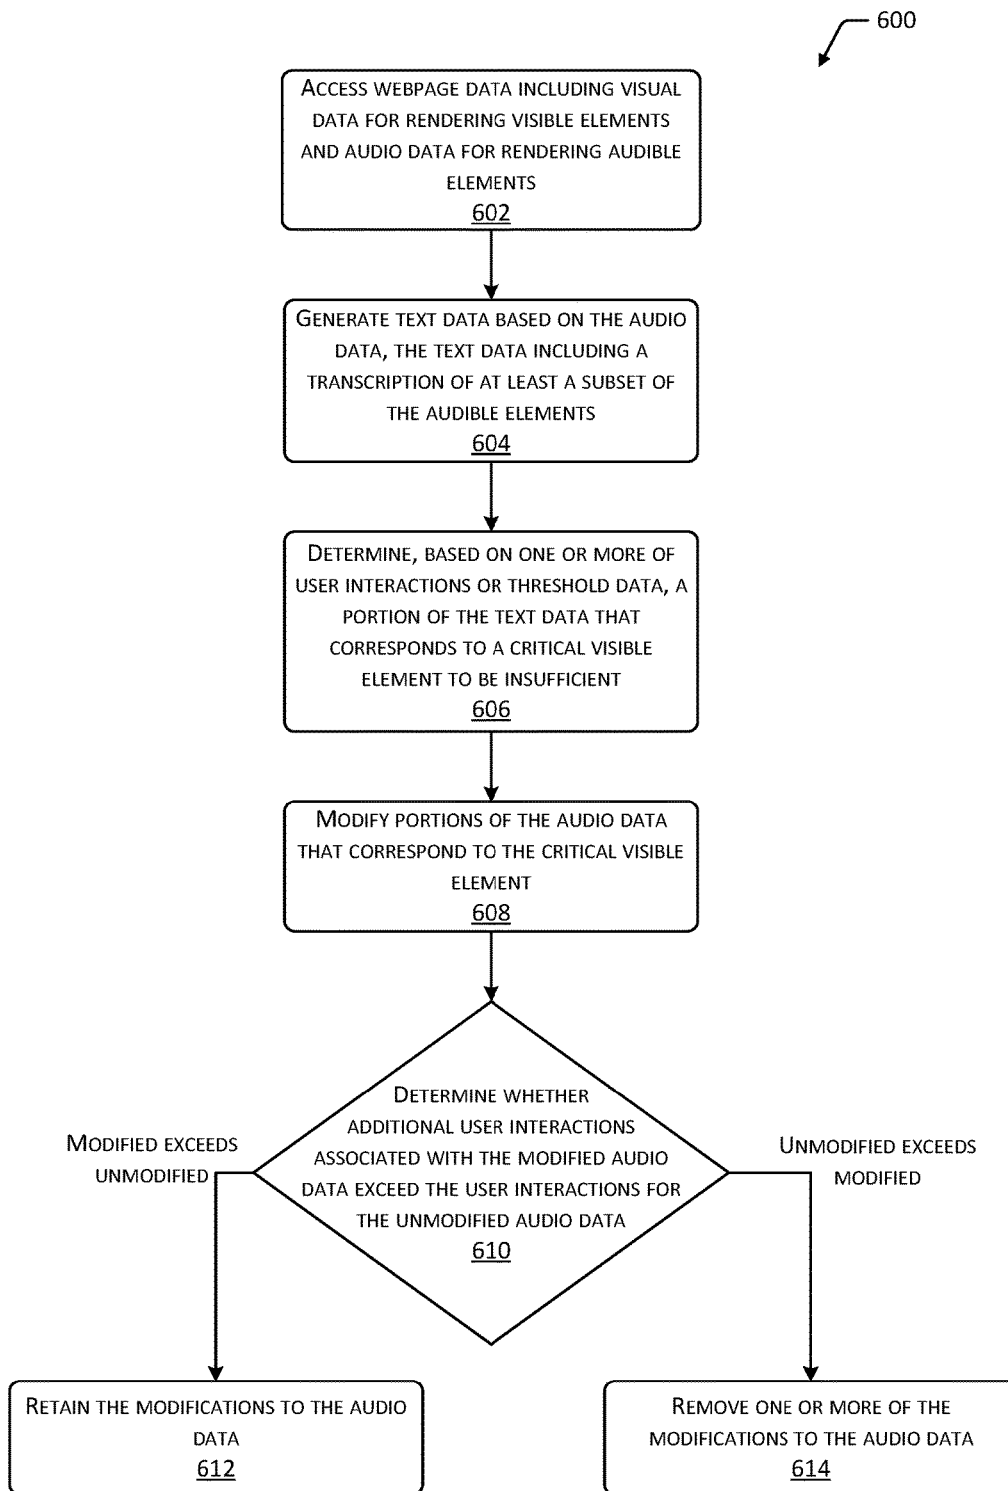 600
ACCESS WEBPAGE DATA INCLUDING VISUAL
DATA FOR RENDERING VISIBLE ELEMENTS
AND AUDIO DATA FOR RENDERING AUDIBLE
ELEMENTS
602
GENERATE TEXT DATA BASED ON THE AUDIO
DATA, THE TEXT DATA INCLUDING A
TRANSCRIPTION OF AT LEAST A SUBSET OF
THE AUDIBLE ELEMENTS
604
DETERMINE, BASED ON ONE OR MORE OF
USER INTERACTIONS OR THRESHOLD DATA, A
PORTION OF THE TEXT DATA THAT
CORRESPONDS TO A CRITICAL VISIBLE
ELEMENT TO BE INSUFFICIENT
606
MODIFY PORTIONS OF THE AUDIO DATA
THAT CORRESPOND TO THE CRITICAL VISIBLE
ELEMENT
608
DETERMINE WHETHER
ADDITIONAL USER INTERACTIONS
ASSOCIATED WITH THE MODIFIED AUDIO
DATA EXCEED THE USER INTERACTIONS FOR
THE UNMODIFIED AUDIO DATA
610
MODIFIED EXCEEDS
UNMODIFIED
UNMODIFIED EXCEEDS
MODIFIED
RETAIN THE MODIFICATIONS TO THE AUDIO
DATA
612
REMOVE ONE OR MORE OF THE
MODIFICATIONS TO THE AUDIO DATA
614